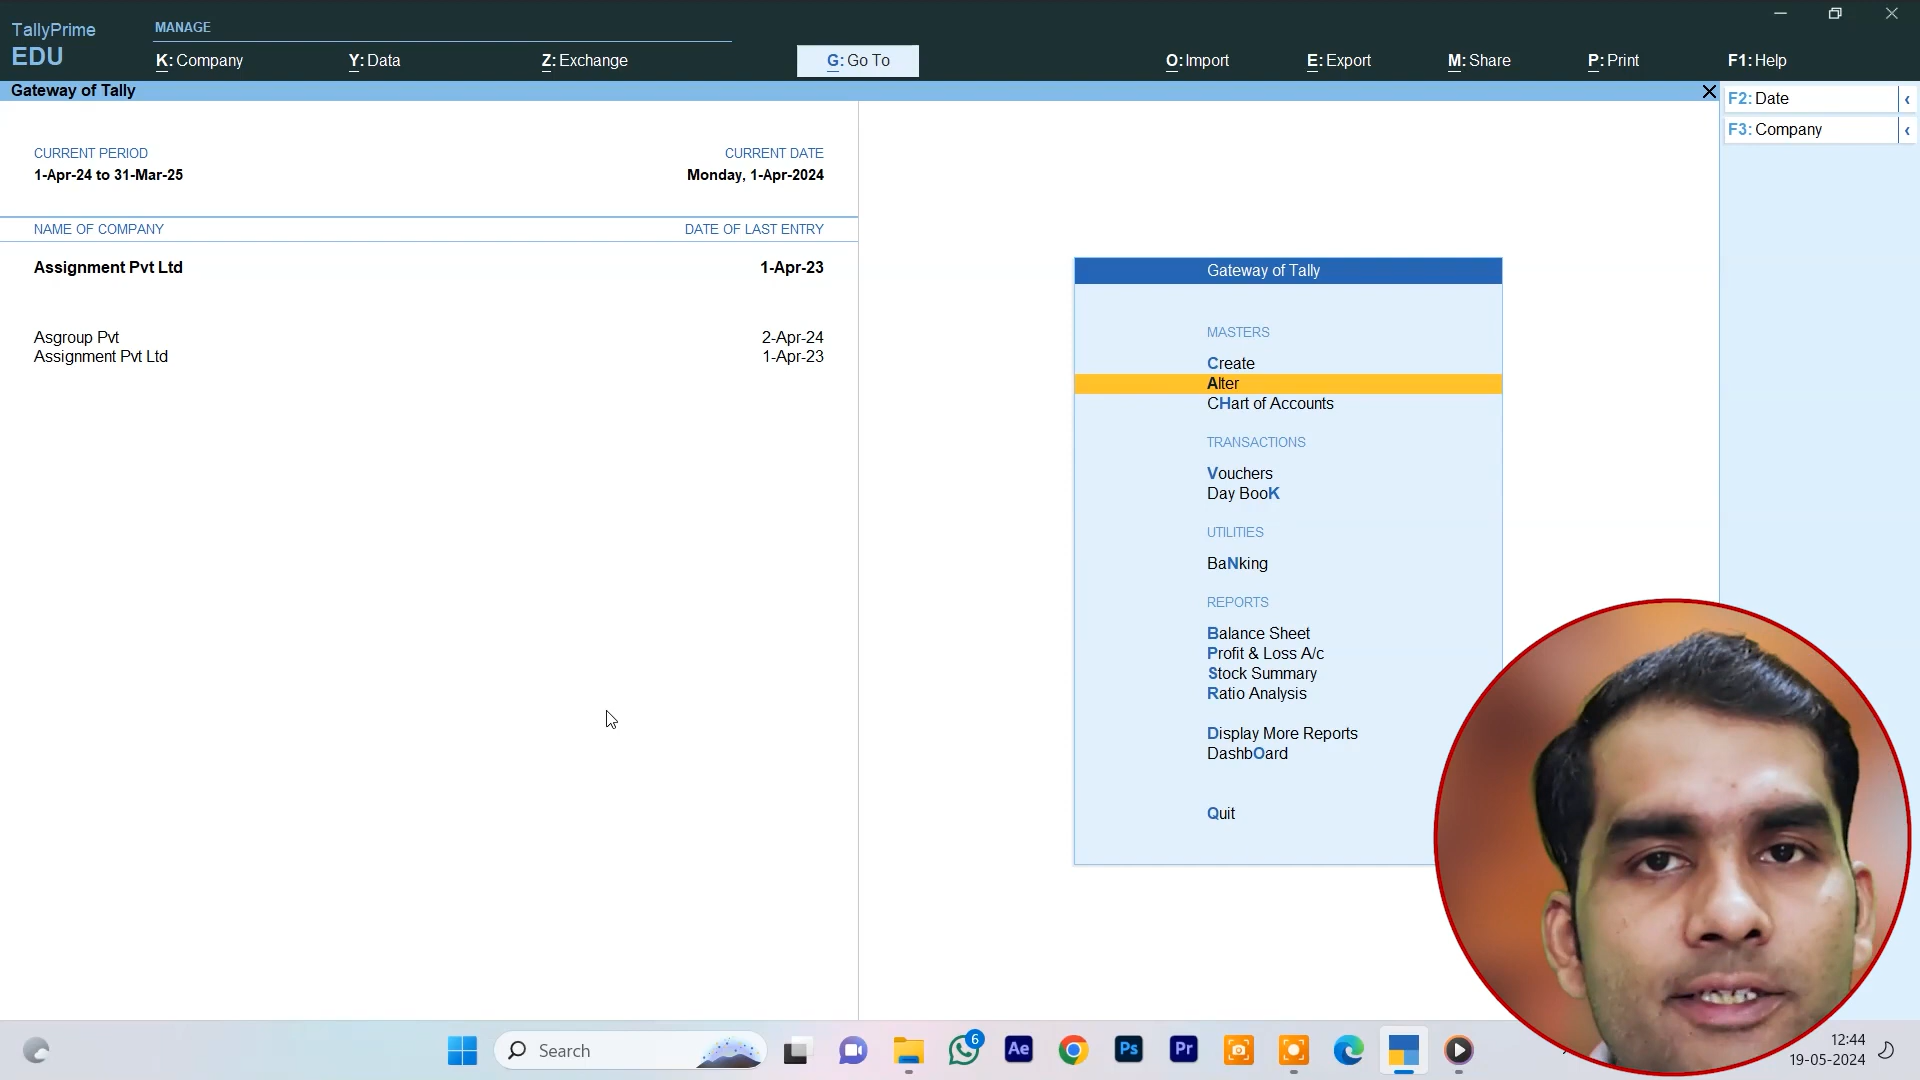 TallyPrime
EDU
MANAGE
K: Company
Y: Data
Z: Exchange
G: Go To
O: Import
E: Export
M: Share
P: Print
F1: Help
Gateway of Tally
F2: Date
F3: Company
CURRENT PERIOD
CURRENT DATE
1-Apr-24 to 31-Mar-25
Monday, 1-Apr-2024
NAME OF COMPANY
DATE OF LAST ENTRY
Assignment Pvt Ltd
1-Apr-23
Asgroup Pvt
2-Apr-24
Assignment Pvt Ltd
1-Apr-23
Gateway of Tally
MASTERS
Create
Alter
CHart of Accounts
TRANSACTIONS
Vouchers
Day BooK
UTILITIES
BaNking
REPORTS
Balance Sheet
Profit & Loss A/c
Stock Summary
Ratio Analysis
Display More Reports
DashbOard
Quit
Search
6
Ae
Ps
Pr
12:44
19-05-2024